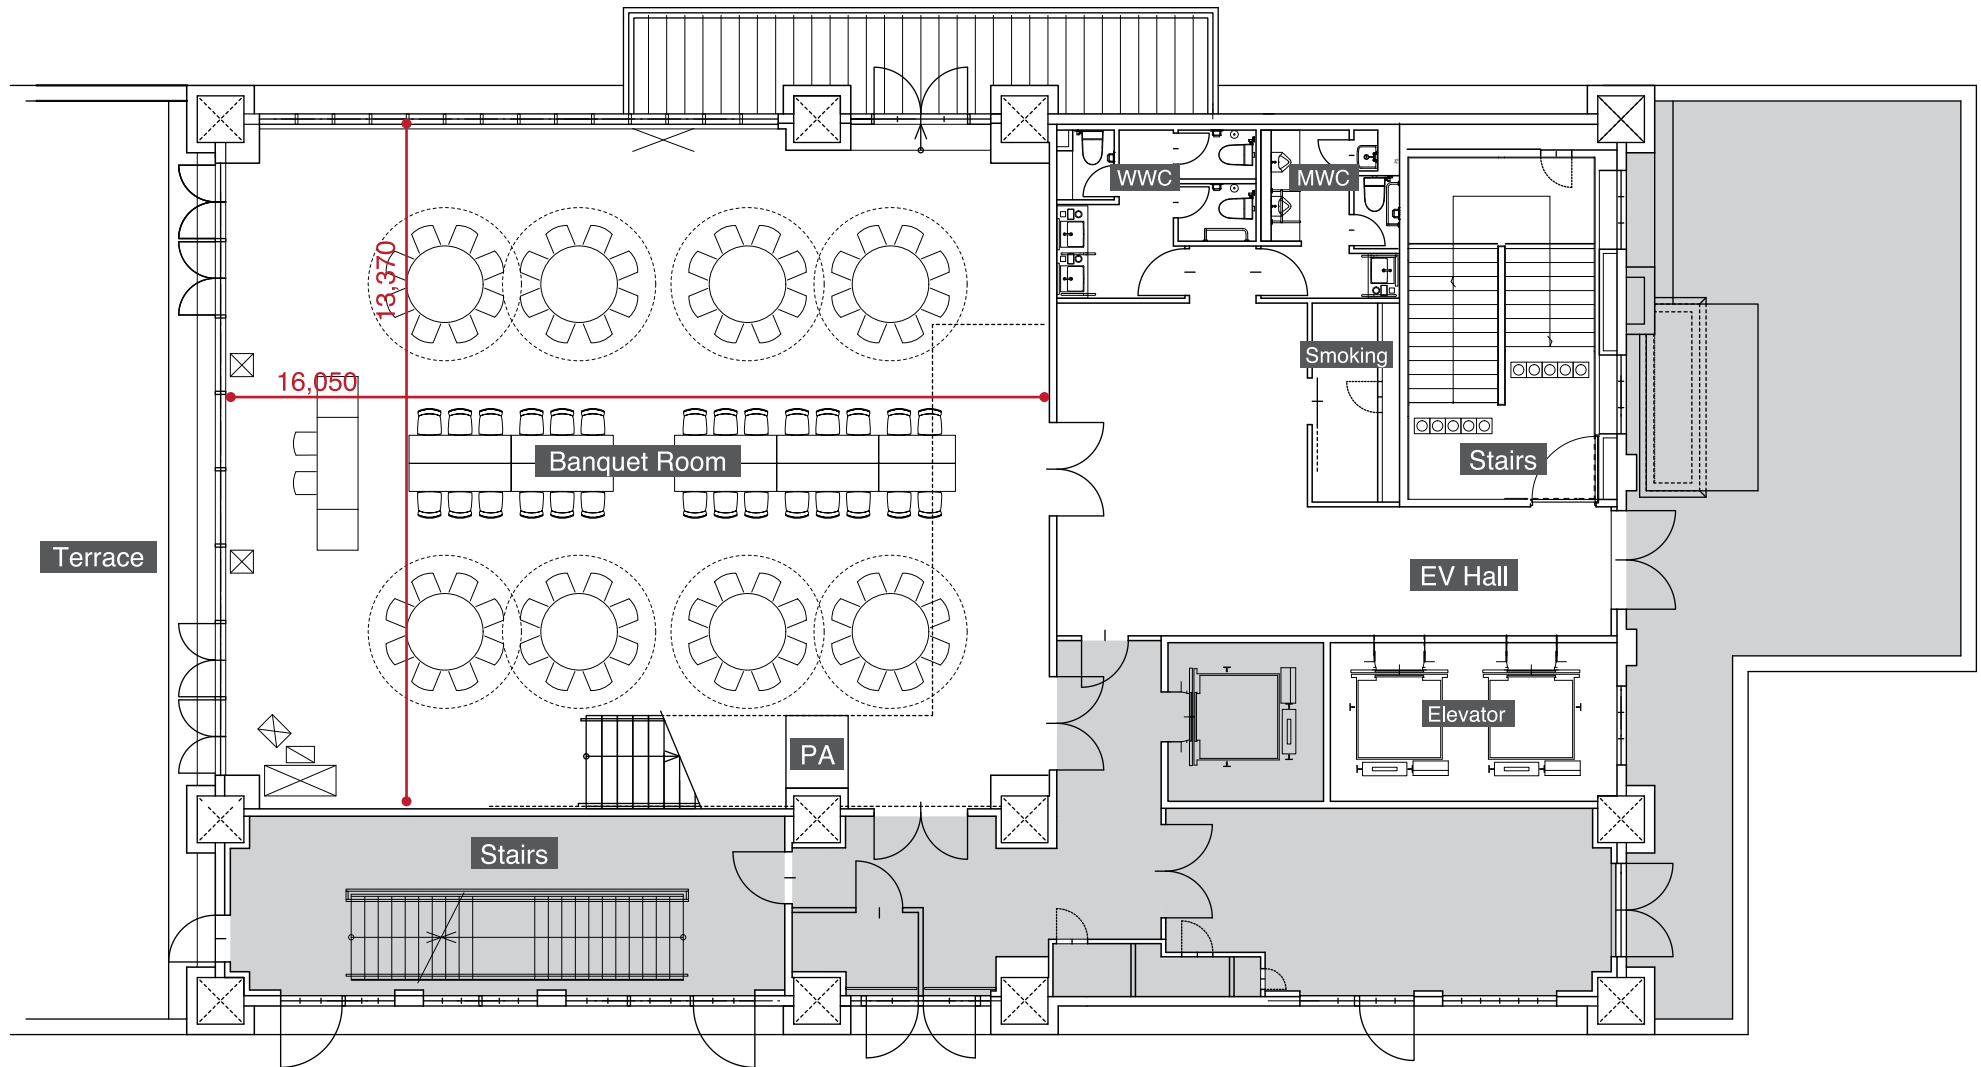 WWC
MWC
13,370
Smoking
16,050
Banquet Room
Stairs
Terrace
EV Hall
Elevator
PA
Stairs